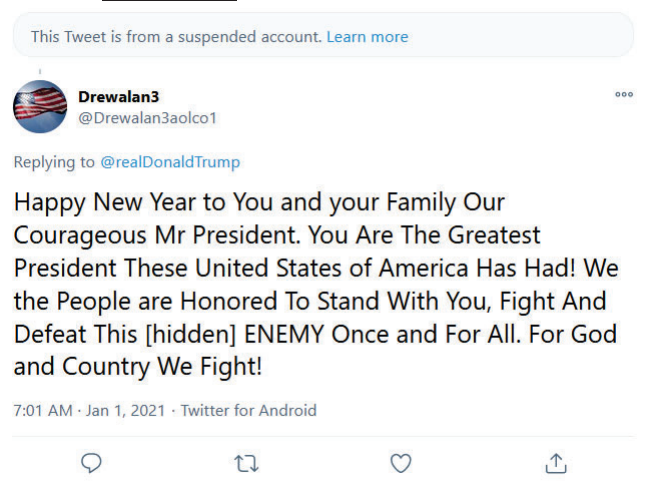 This Tweet is from a suspended account. Learn more
Drewalan3
@Drewalan3aolco1
Replying to @realDonaldTrump
Happy New Year to You and your Family Our
Courageous Mr President. You Are The Greatest
President These United States of America Has Had! We
the People are Honored To Stand With You, Fight And
Defeat This [hidden] ENEMY Once and For All. For God
and Country We Fight!
7:01 AM · Jan 1, 2021 · Twitter for Android